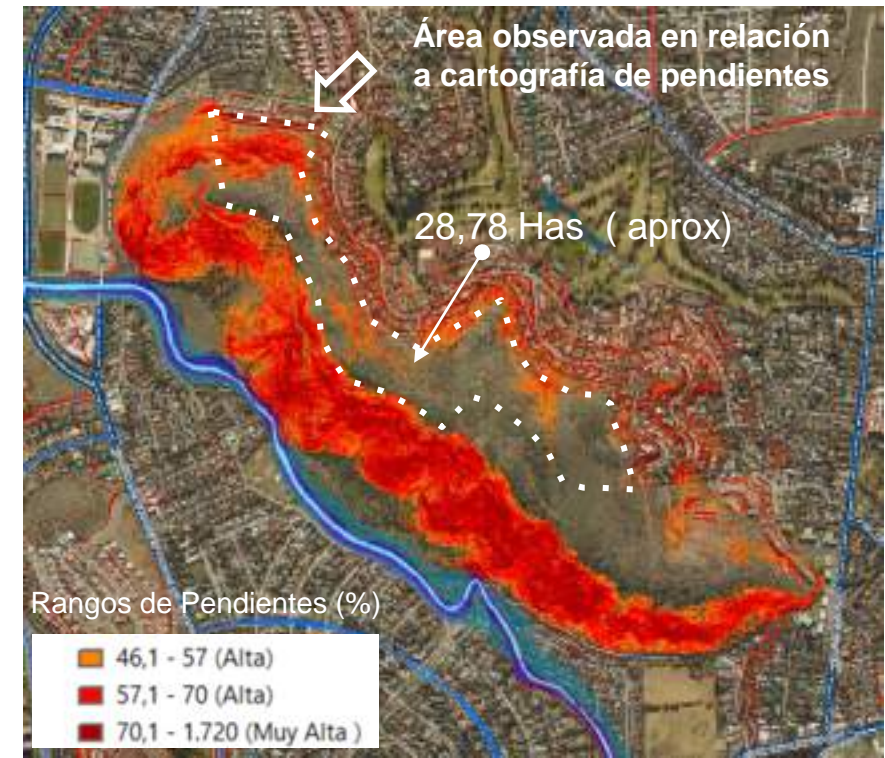 Área observada en relación
a cartografía de pendientes
28,78 Has  ( aprox)
Rangos de Pendientes (%)
46,1 - 57 (Alta)
57,1 - 70 (Alta)
70,1 - 1.720 (Muy Alta )